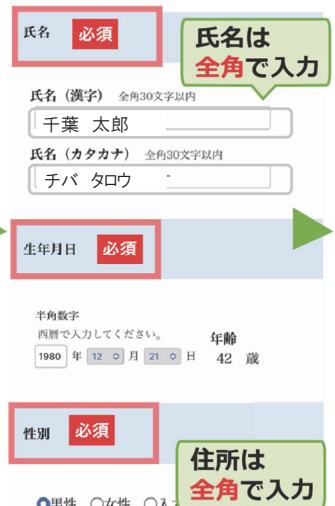 氏名 必須
氏名は
全角で入力
氏名（漢字） 全角30文字以内
千葉 太郎
氏名（カタカナ） 全角30文字以内
チバ タロウ
生年月日 必須
半角数字
西暦で入力してください。
年齢
1980 年 12 月 21 日 42 歳
性別 必須
住所は
全角で入力
男性 女性